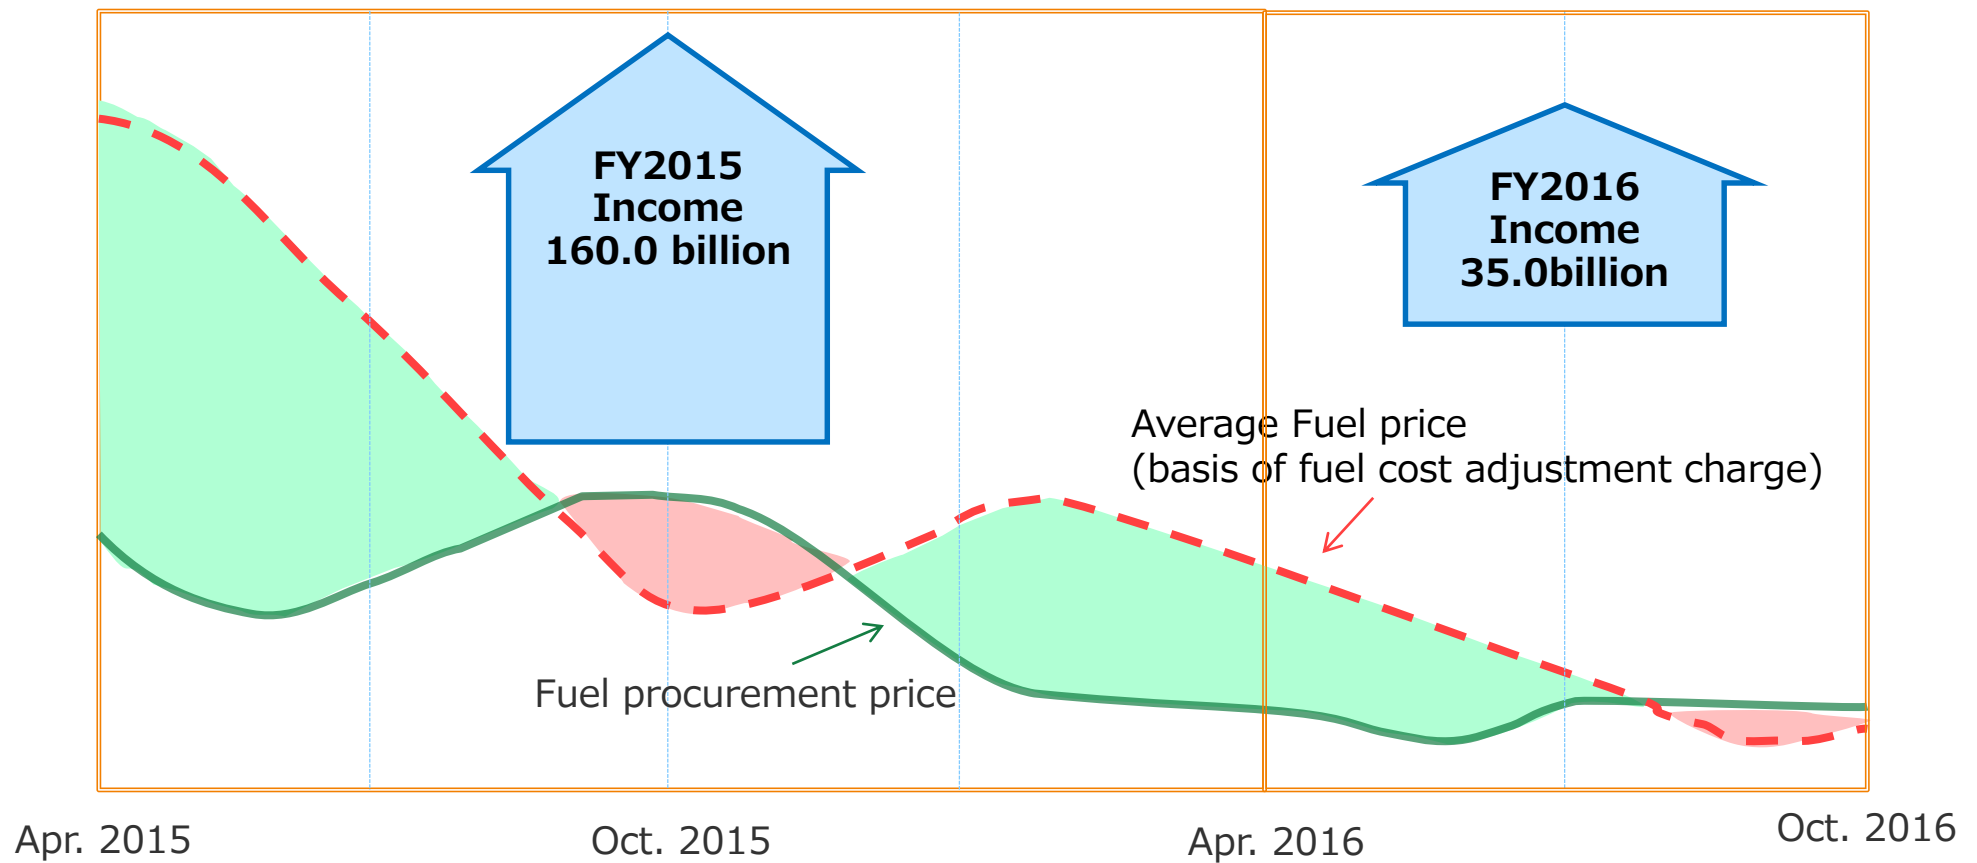 FY2015
Income
160.0 billion
FY2016
Income
35.0billion
Average Fuel price
(basis of fuel cost adjustment charge)
Fuel procurement price
Apr. 2015
Oct. 2015
Apr. 2016
Oct. 2016